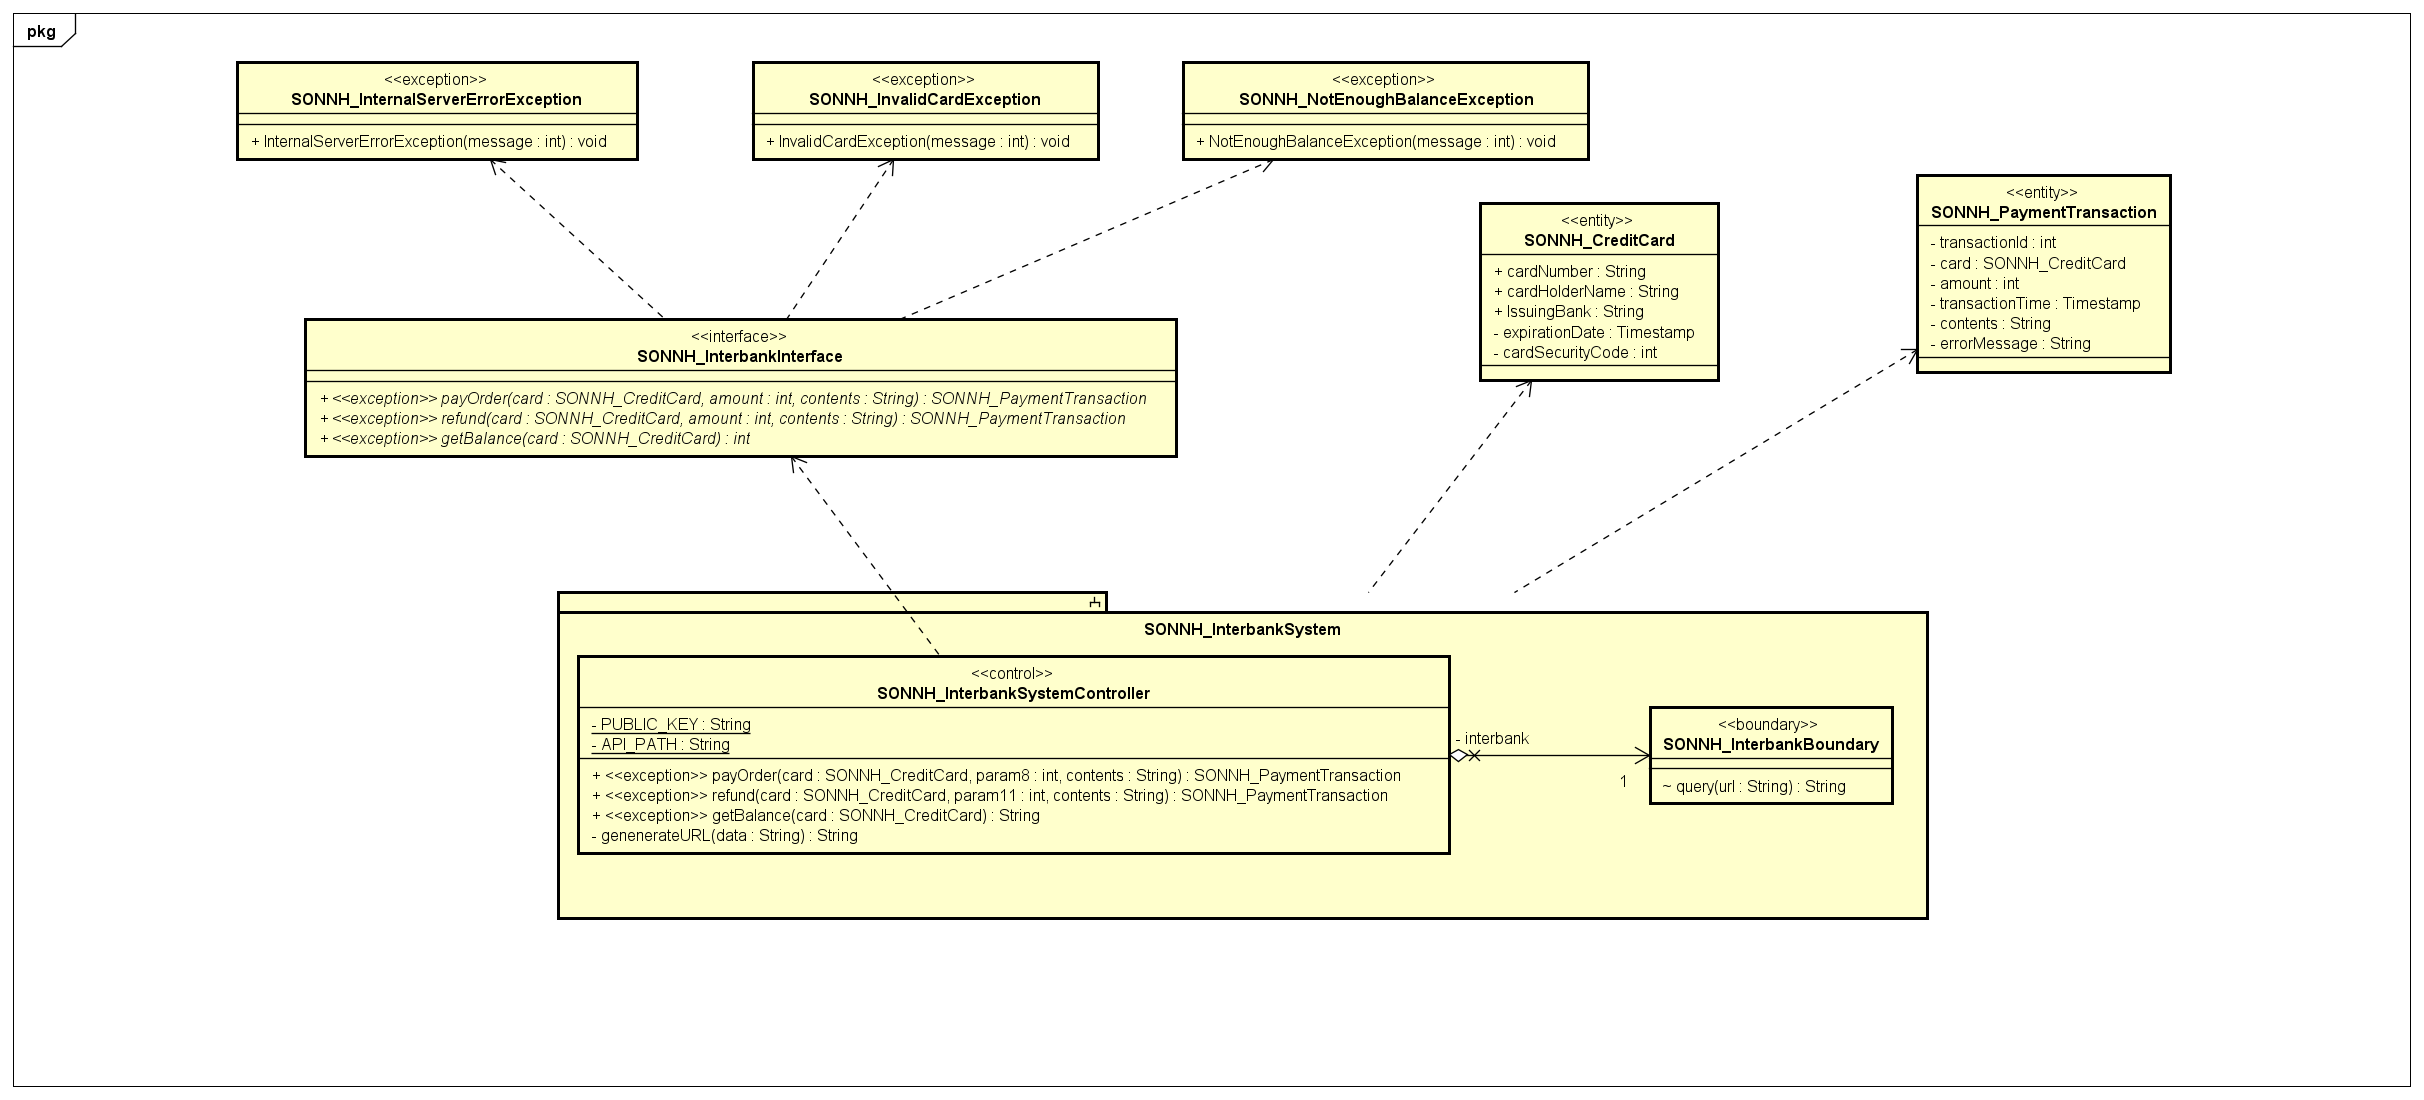 pkg
<<exception>>
SONNH_InternalServerErrorException
+ InternalServerErrorException(message : int) : void
<<exception>>
SONNH_InvalidCardException
+ InvalidCardException(message : int) : void
<<exception>>
SONNH_NotEnoughBalanceException
+ NotEnoughBalanceException(message : int) : void
<<entity>>
SONNH_CreditCard
+ cardNumber : String
+ cardHolderName : String
+ IssuingBank : String
- expirationDate : Timestamp
- cardSecurityCode : int
<<entity>>
SONNH_PaymentTransaction
- transactionId : int
- card : SONNH_CreditCard
- amount : int
- transactionTime : Timestamp
- contents : String
- errorMessage : String
<<interface>>
SONNH_InterbankInterface
+ <<exception>> payOrder(card : SONNH_CreditCard, amount : int, contents : String) : SONNH_PaymentTransaction
+ <<exception>> refund(card : SONNH_CreditCard, amount : int, contents : String) : SONNH_PaymentTransaction
+ <<exception>> getBalance(card : SONNH_CreditCard) : int
SONNH_InterbankSystem
<<control>>
SONNH_InterbankSystemController
- PUBLIC_KEY : String
- API_PATH : String
+ <<exception>> payOrder(card : SONNH_CreditCard, param8 : int, contents : String) : SONNH_PaymentTransaction
+ <<exception>> refund(card : SONNH_CreditCard, param11 : int, contents : String) : SONNH_PaymentTransaction
+ <<exception>> getBalance(card : SONNH_CreditCard) : String
- genenerateURL(data : String) : String
- interbank
1
<<boundary>>
SONNH_InterbankBoundary
~ query(url : String) : String